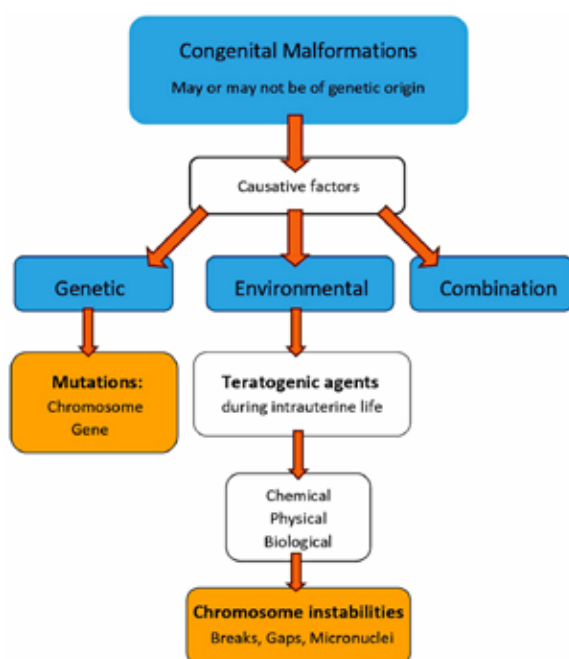 Congenital Malformations
May or may not be of genetic origin
Causative factors
Genetic
Environmental
Combination
Mutations:
Chromosome
Gene
Teratogenic agents
during intrauterine life
Chemical
Physical
Biological
Chromosome instabilities
Breaks, Gaps, Micronuclei